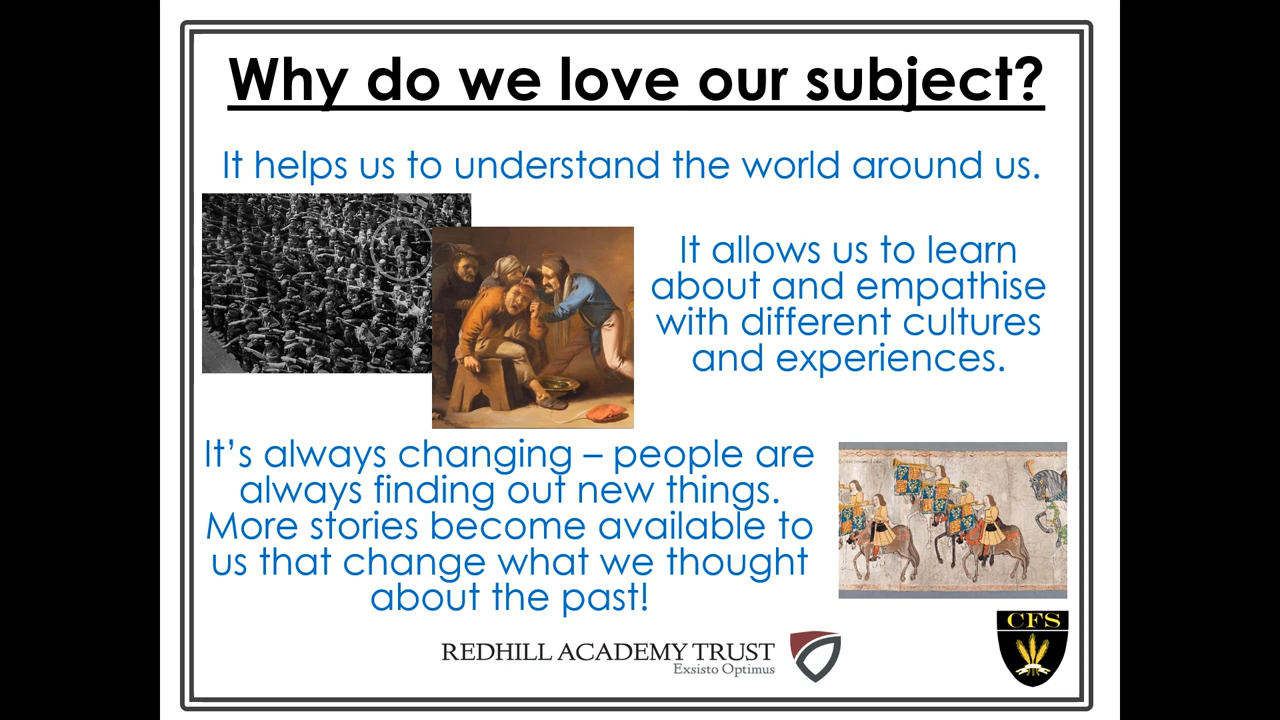 Why do we love our subject?
It helps us to understand the world around us.
It allows us to learn
about and empathise
with different cultures
and experiences.
It’s always changing – people are
always finding out new things.
More stories become available to
us that change what we thought
about the past!
REDHILL ACADEMY TRUST
Exsisto Optimus
CFS